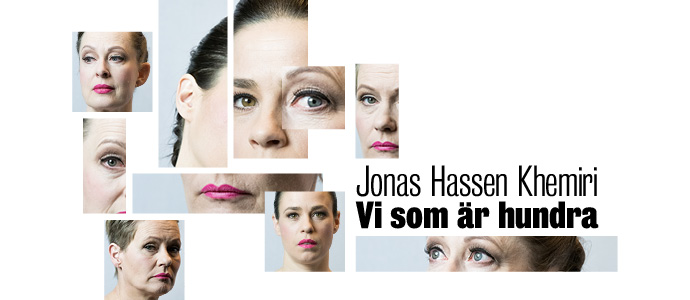 Jonas Hassen Khemiri
Vi som är hundra